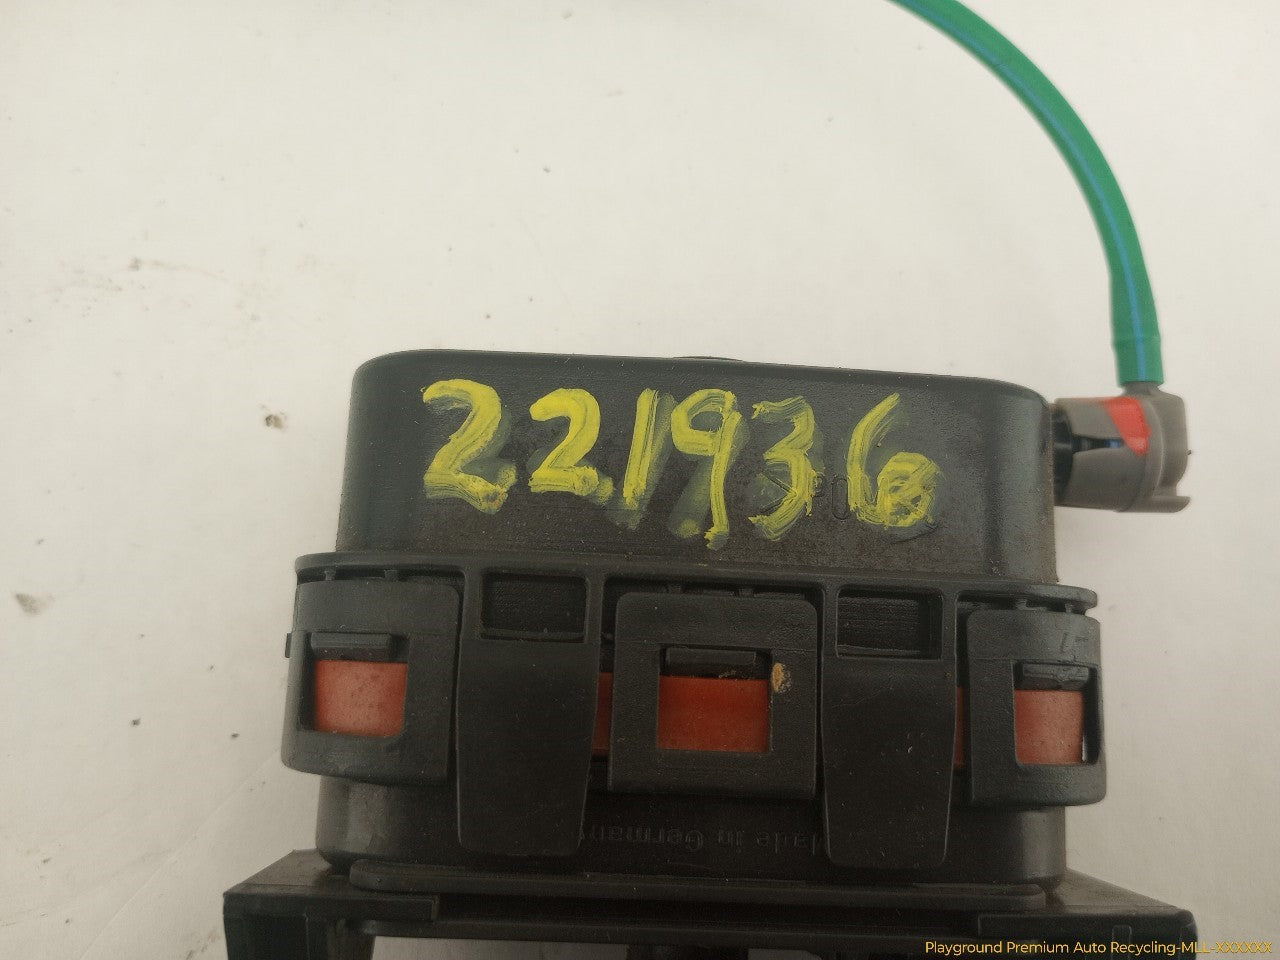 221936
Made in Germany
Playground Premium Auto Recycling-MLL-XXXXXX